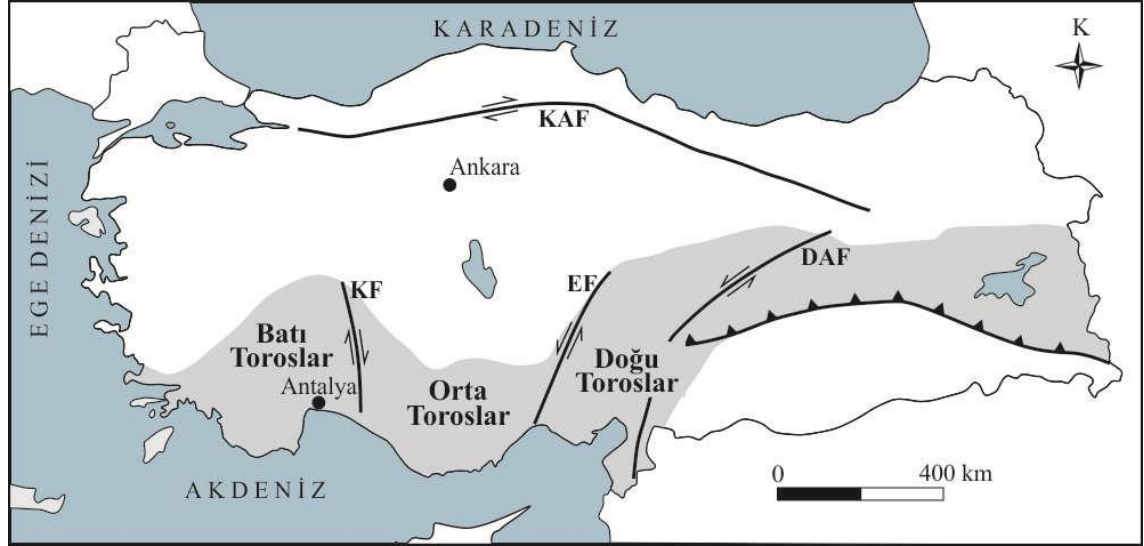 KARADENİZ
K
KAF
Ankara
EGE DENİZİ
DAF
EF
KF
Batı
Toroslar
Doğu
Toroslar
Antalya
Orta
Toroslar
0 400 km
AKDENİZ